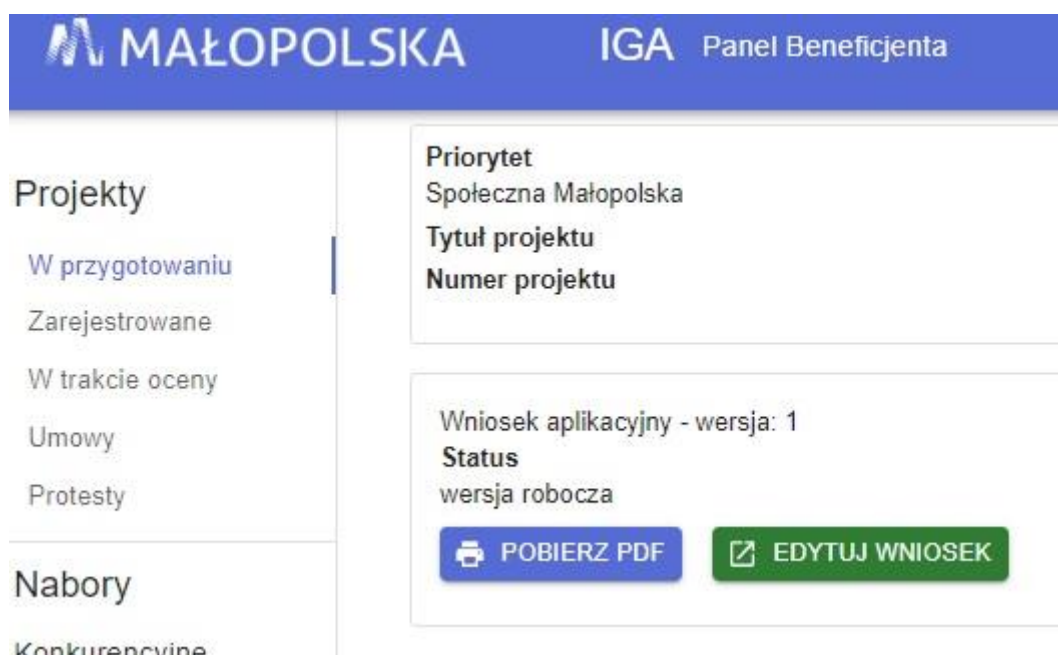 MAŁOPOLSKA
IGA Panel Beneficjenta
Projekty
W przygotowaniu
Zarejestrowane
W trakcie oceny
Umowy
Protesty
Nabory
Konkurencyjne
Priorytet
Społeczna Małopolska
Tytuł projektu
Numer projektu
Wniosek aplikacyjny - wersja: 1
Status
wersja robocza
POBIERZ PDF
EDYTUJ WNIOSEK